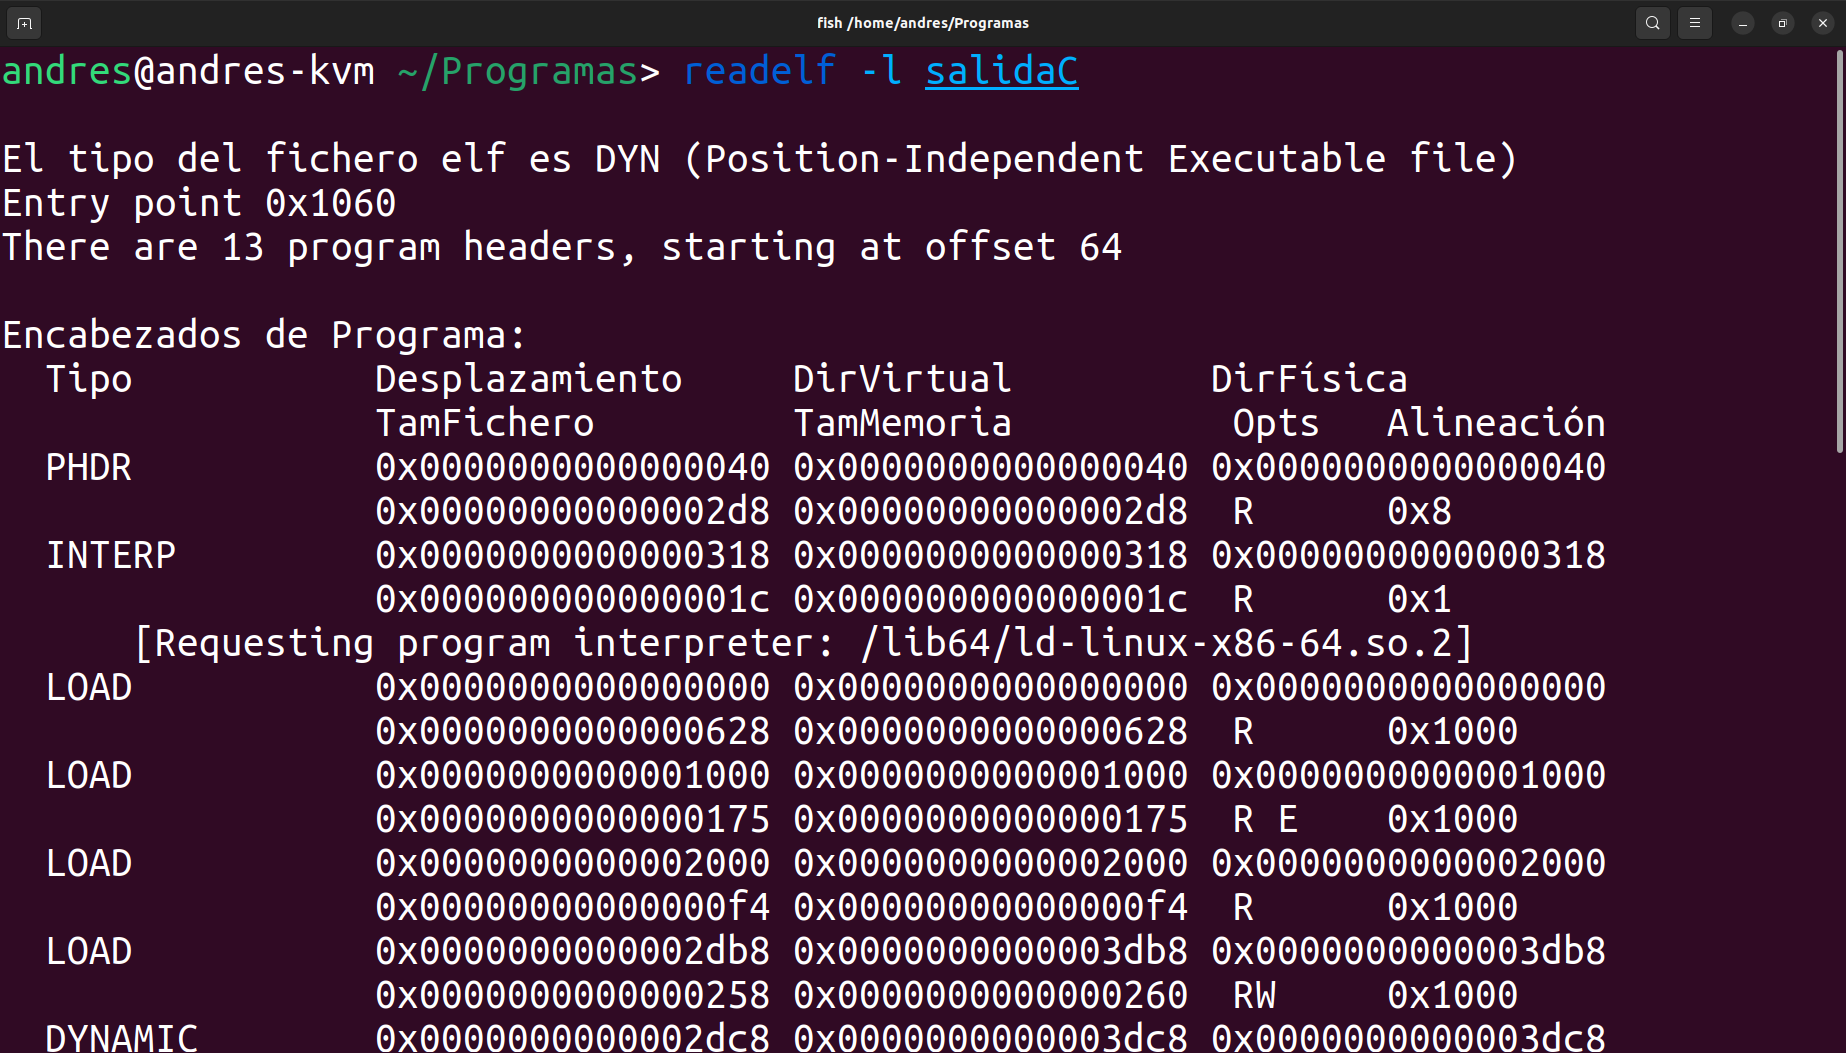 fish /home/andres/Programas
andres@andres-kvm ~/Programas> readelf -l salidaC
El tipo del fichero elf es DYN (Position-Independent Executable file)
Entry point 0x1060
There are 13 program headers, starting at offset 64
Encabezados de Programa:
  Tipo           Desplazamiento     DirVirtual         DirFísica
                 TamFichero         TamMemoria          Opts   Alineación
  PHDR           0x0000000000000040 0x0000000000000040 0x0000000000000040
                 0x00000000000002d8 0x00000000000002d8  R      0x8
  INTERP         0x0000000000000318 0x0000000000000318 0x0000000000000318
                 0x000000000000001c 0x000000000000001c  R      0x1
      [Requesting program interpreter: /lib64/ld-linux-x86-64.so.2]
  LOAD           0x0000000000000000 0x0000000000000000 0x0000000000000000
                 0x0000000000000628 0x0000000000000628  R      0x1000
  LOAD           0x0000000000001000 0x0000000000001000 0x0000000000001000
                 0x0000000000000175 0x0000000000000175  R E    0x1000
  LOAD           0x0000000000002000 0x0000000000002000 0x0000000000002000
                 0x00000000000000f4 0x00000000000000f4  R      0x1000
  LOAD           0x0000000000002db8 0x0000000000003db8 0x0000000000003db8
                 0x0000000000000258 0x0000000000000260  RW     0x1000
  DYNAMIC        0x0000000000002dc8 0x0000000000003dc8 0x0000000000003dc8